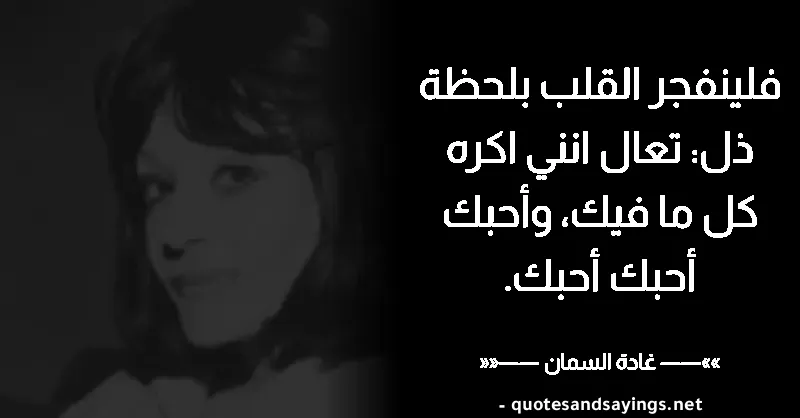 فلينفجر القلب بلحظة
ذل: تعال انني اكره
كل ما فيك، وأحبك
أحبك أحبك.
»»—— غادة السمان ——««
- quotesandsayings.net